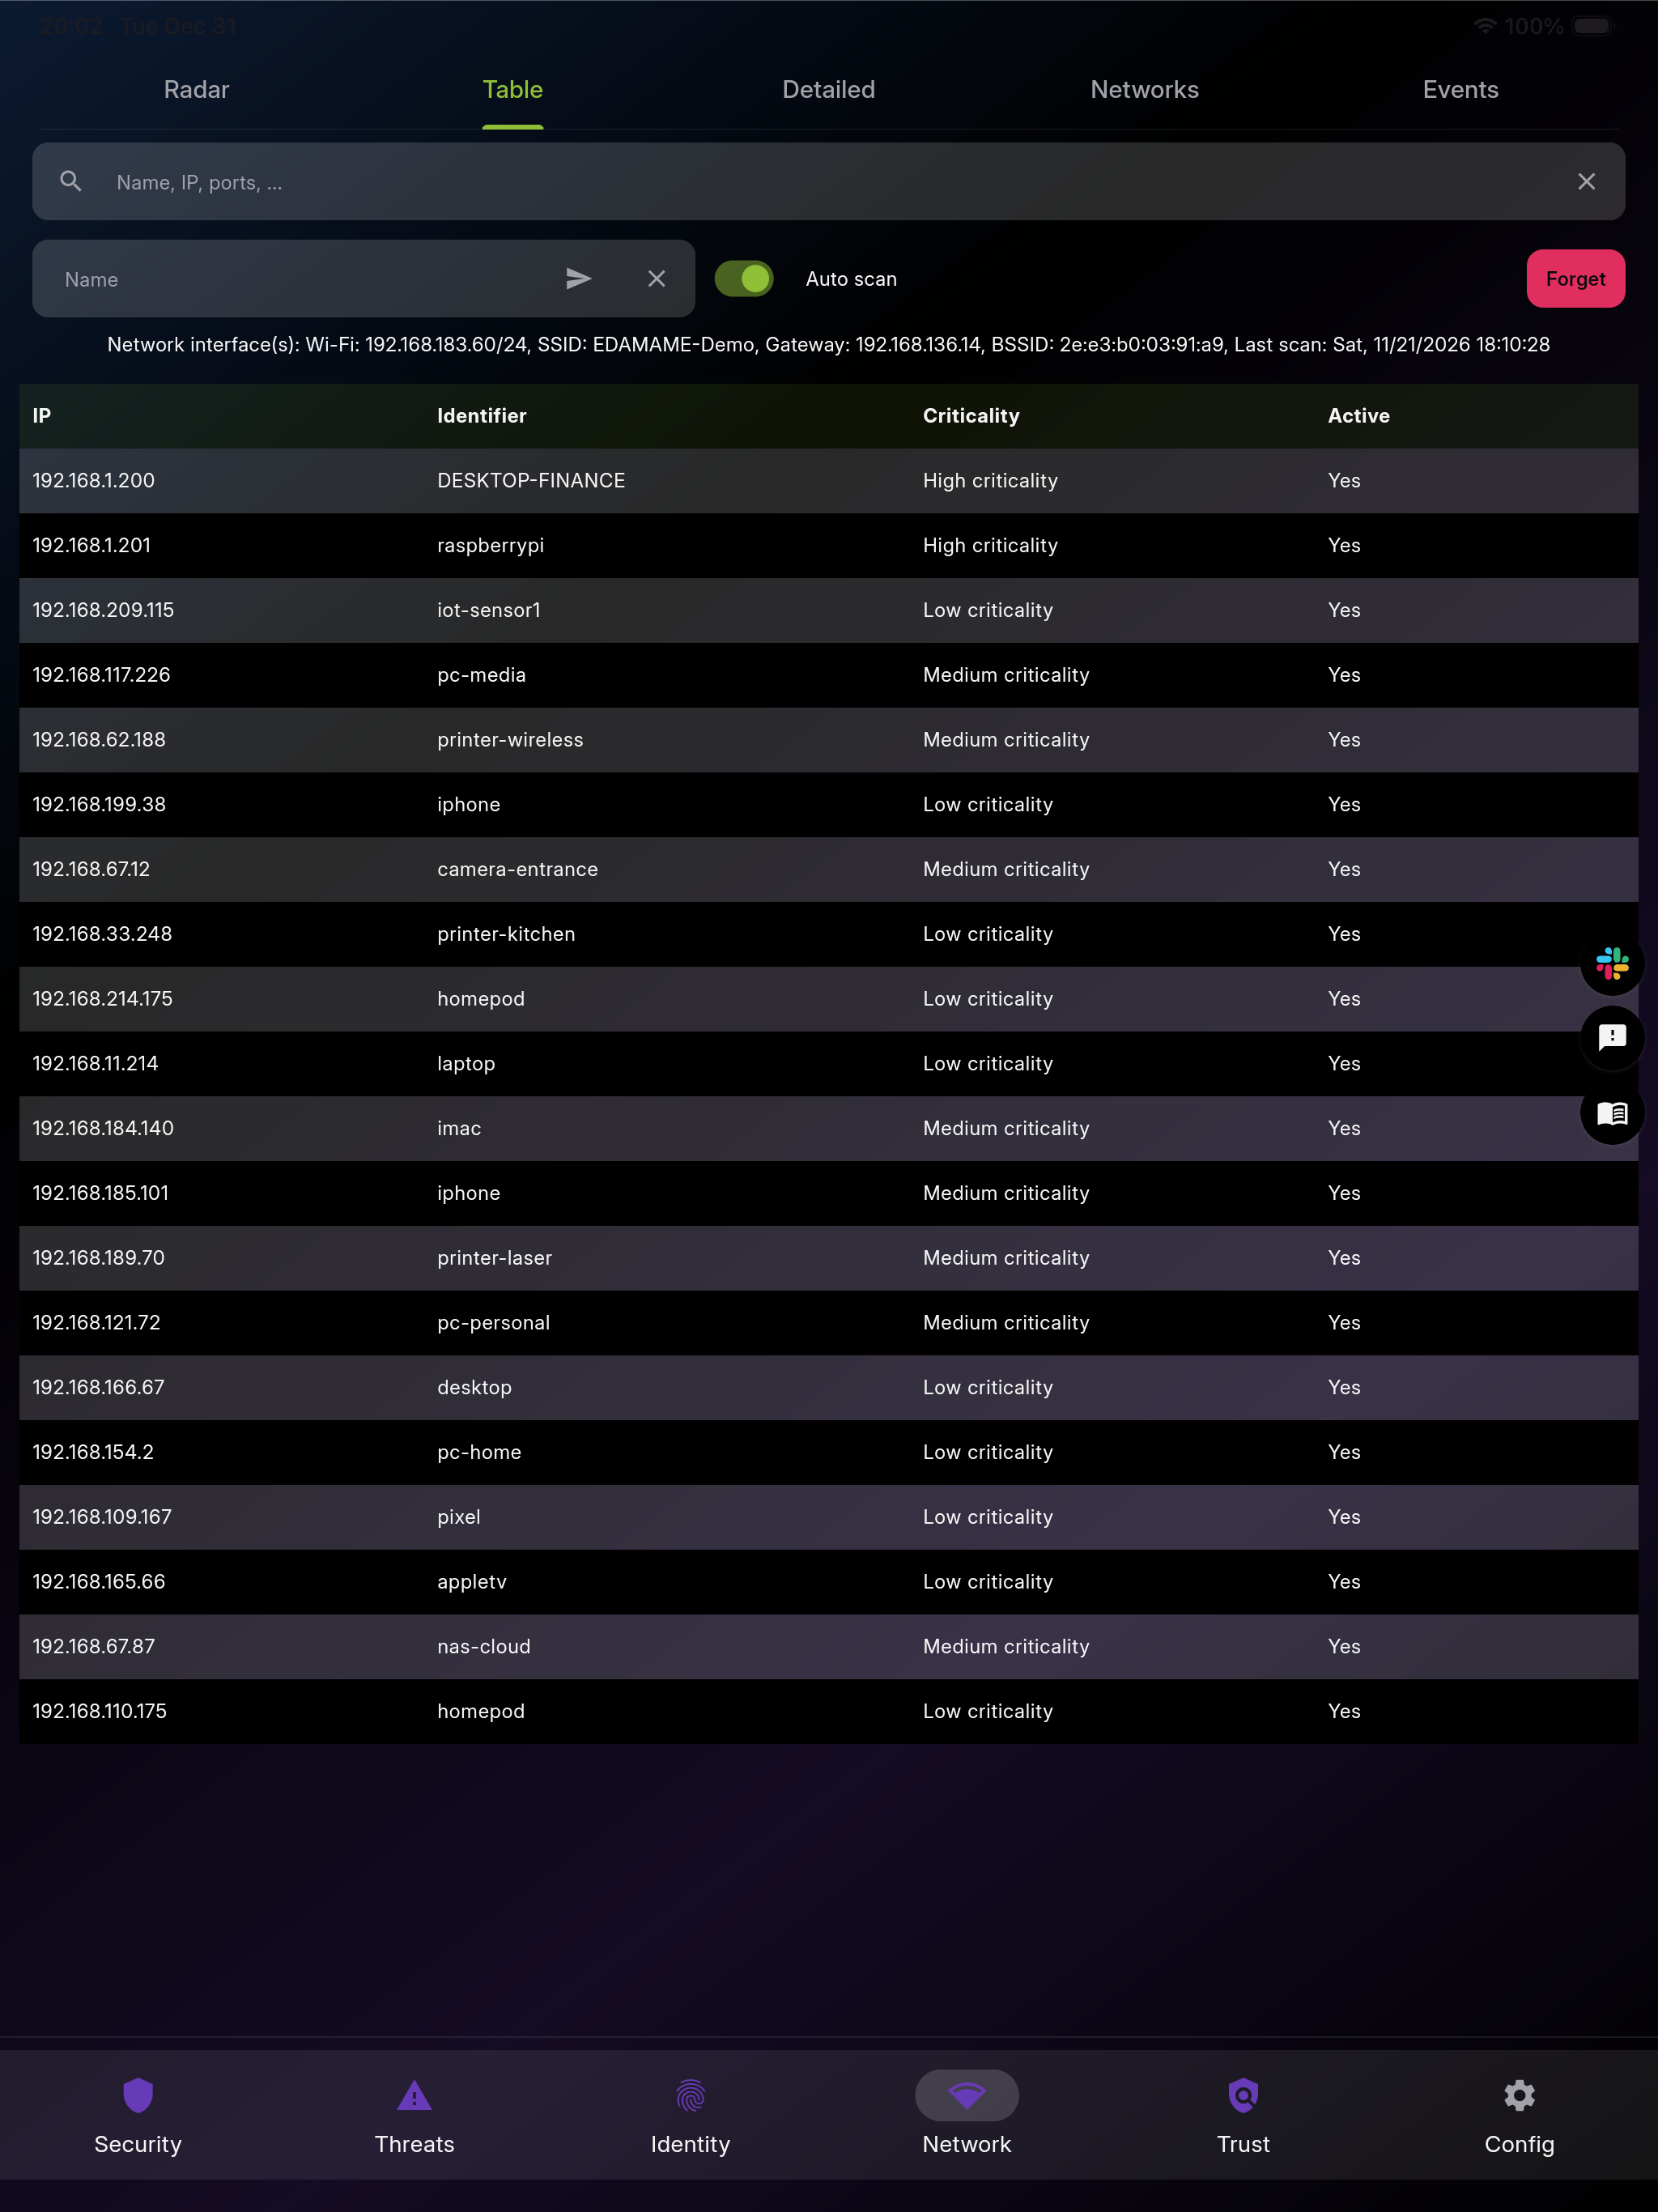 20:02 Tue Dec 31 100%
Radar Table Detailed Networks Events
Name, IP, ports, ...
Name Auto scan Forget
Network interface(s): Wi-Fi: 192.168.183.60/24, SSID: EDAMAME-Demo, Gateway: 192.168.136.14, BSSID: 2e:e3:b0:03:91:a9, Last scan: Sat, 11/21/2026 18:10:28
IP Identifier Criticality Active
192.168.1.200 DESKTOP-FINANCE High criticality Yes
192.168.1.201 raspberrypi High criticality Yes
192.168.209.115 iot-sensor1 Low criticality Yes
192.168.117.226 pc-media Medium criticality Yes
192.168.62.188 printer-wireless Medium criticality Yes
192.168.199.38 iphone Low criticality Yes
192.168.67.12 camera-entrance Medium criticality Yes
192.168.33.248 printer-kitchen Low criticality Yes
192.168.214.175 homepod Low criticality Yes
192.168.11.214 laptop Low criticality Yes
192.168.184.140 imac Medium criticality Yes
192.168.185.101 iphone Medium criticality Yes
192.168.189.70 printer-laser Medium criticality Yes
192.168.121.72 pc-personal Medium criticality Yes
192.168.166.67 desktop Low criticality Yes
192.168.154.2 pc-home Low criticality Yes
192.168.109.167 pixel Low criticality Yes
192.168.165.66 appletv Low criticality Yes
192.168.67.87 nas-cloud Medium criticality Yes
192.168.110.175 homepod Low criticality Yes
Security Threats Identity Network Trust Config